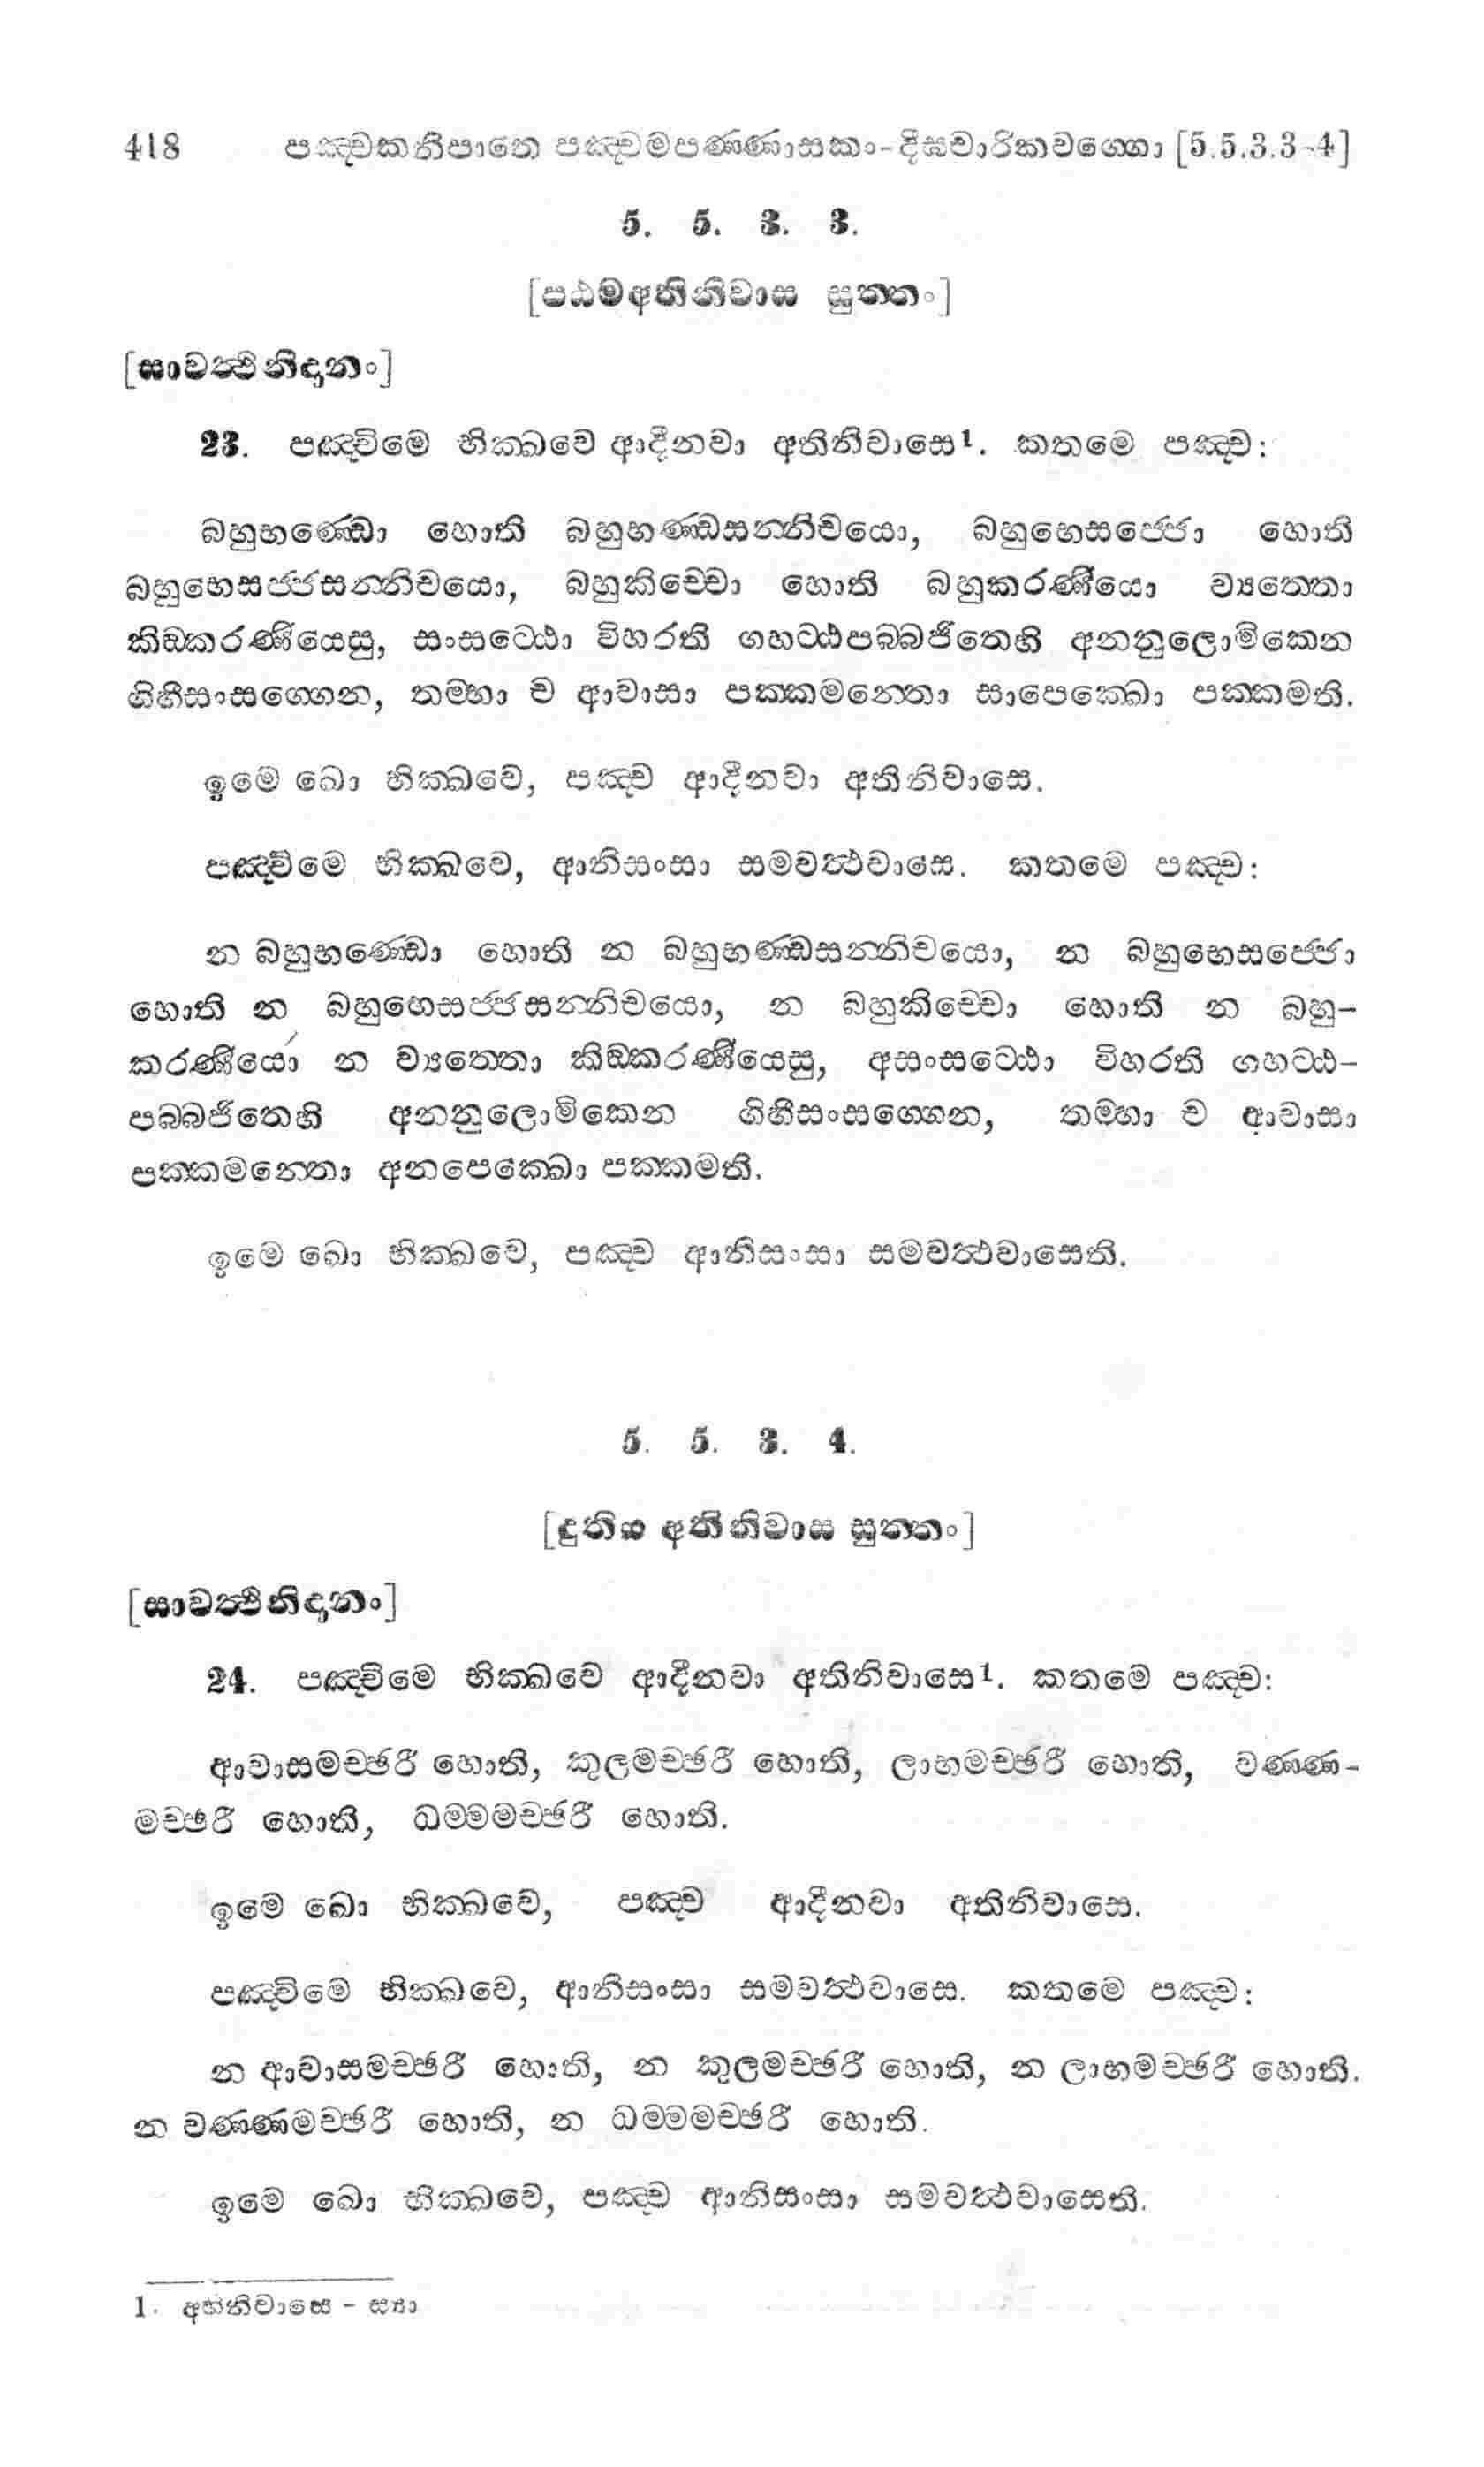 418 පඤ්චකනිපාතෙ පඤ්චමපණ්ණාසකං-දීඝචාරිකවග්ගො [5.5.3.3-4]
5. 5. 3. 3.
[පඨමඅතිනිවාස සුත්තං]
[සාවත්ථිනිදානං]
23. පඤ්චිමෙ භික්ඛවෙ ආදීනවා අතිනිවාසෙ1. කතමෙ පඤ්ච:
බහුභණ්ඩො හොති බහුභණ්ඩසන්නිචයො, බහුභෙසජ්ජො හොති
බහුභෙසජ්ජසන්නිචයො, බහුකිච්චො හොති බහුකරණීයො ව්‍යත්තො
කිඞ්කරණීයෙසු, සංසට්ඨො විහරති ගහට්ඨපබ්බජිතෙහි අනනුලොමිකෙන
ගිහීසංසග්ගෙන, තම්හා ච ආවාසා පක්කමන්තො සාපෙක්ඛො පක්කමති.
ඉමෙ ඛො භික්ඛවෙ, පඤ්ච ආදීනවා අතිනිවාසෙ.
පඤ්චිමෙ භික්ඛවෙ, ආනිසංසා සමවත්ථවාසෙ. කතමෙ පඤ්ච:
න බහුභණ්ඩො හොති න බහුභණ්ඩසන්නිචයො, න බහුභෙසජ්ජො
හොති න බහුභෙසජ්ජසන්නිචයො, න බහුකිච්චො හොති න බහු-
කරණීයො න ව්‍යත්තො කිඞ්කරණීයෙසු, අසංසට්ඨො විහරති ගහට්ඨ-
පබ්බජිතෙහි අනනුලොමිකෙන ගිහීසංසග්ගෙන, තම්හා ච ආවාසා
පක්කමන්තො අනපෙක්ඛො පක්කමති.
ඉමෙ ඛො භික්ඛවෙ, පඤ්ච ආනිසංසා සමවත්ථවාසෙති.
5. 5. 3. 4.
[දුතිය අතිනිවාස සුත්තං]
[සාවත්ථිනිදානං]
24. පඤ්චිමෙ භික්ඛවෙ ආදීනවා අතිනිවාසෙ1. කතමෙ පඤ්ච:
ආවාසමච්ඡරී හොති, කුලමච්ඡරී හොති, ලාභමච්ඡරී හොති, වණ්ණ-
මච්ඡරී හොති, ධම්මමච්ඡරී හොති.
ඉමෙ ඛො භික්ඛවෙ, පඤ්ච ආදීනවා අතිනිවාසෙ.
පඤ්චිමෙ භික්ඛවෙ, ආනිසංසා සමවත්ථවාසෙ. කතමෙ පඤ්ච:
න ආවාසමච්ඡරී හොති, න කුලමච්ඡරී හොති, න ලාභමච්ඡරී හොති.
න වණ්ණමච්ඡරී හොති, න ධම්මමච්ඡරී හොති.
ඉමෙ ඛො භික්ඛවෙ, පඤ්ච ආනිසංසා සමවත්ථවාසෙති.
1. අභිනිවාසෙ - ස්‍යා